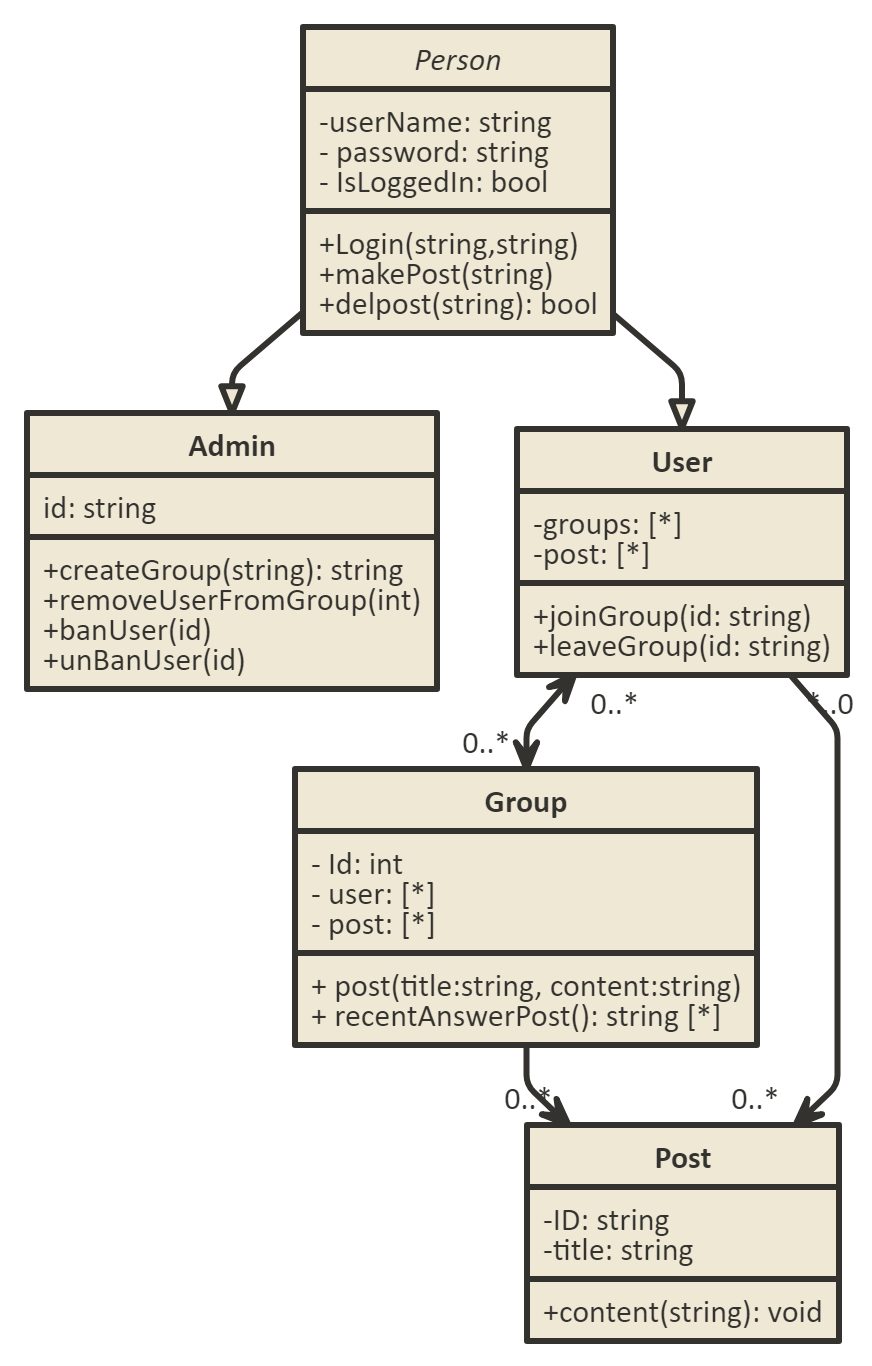 Person
-userName: string
- password: string
- IsLoggedIn: bool
+Login(string,string)
+makePost(string)
+delpost(string): bool
Admin
id: string
+createGroup(string): string
+removeUserFromGroup(int)
+banUser(id)
+unBanUser(id)
User
-groups: [*]
-post: [*]
+joinGroup(id: string)
+leaveGroup(id: string)
0..*
*..0
0..*
Group
- Id: int
- user: [*]
- post: [*]
+ post(title:string, content:string)
+ recentAnswerPost(): string [*]
0..*
0..*
Post
-ID: string
-title: string
+content(string): void